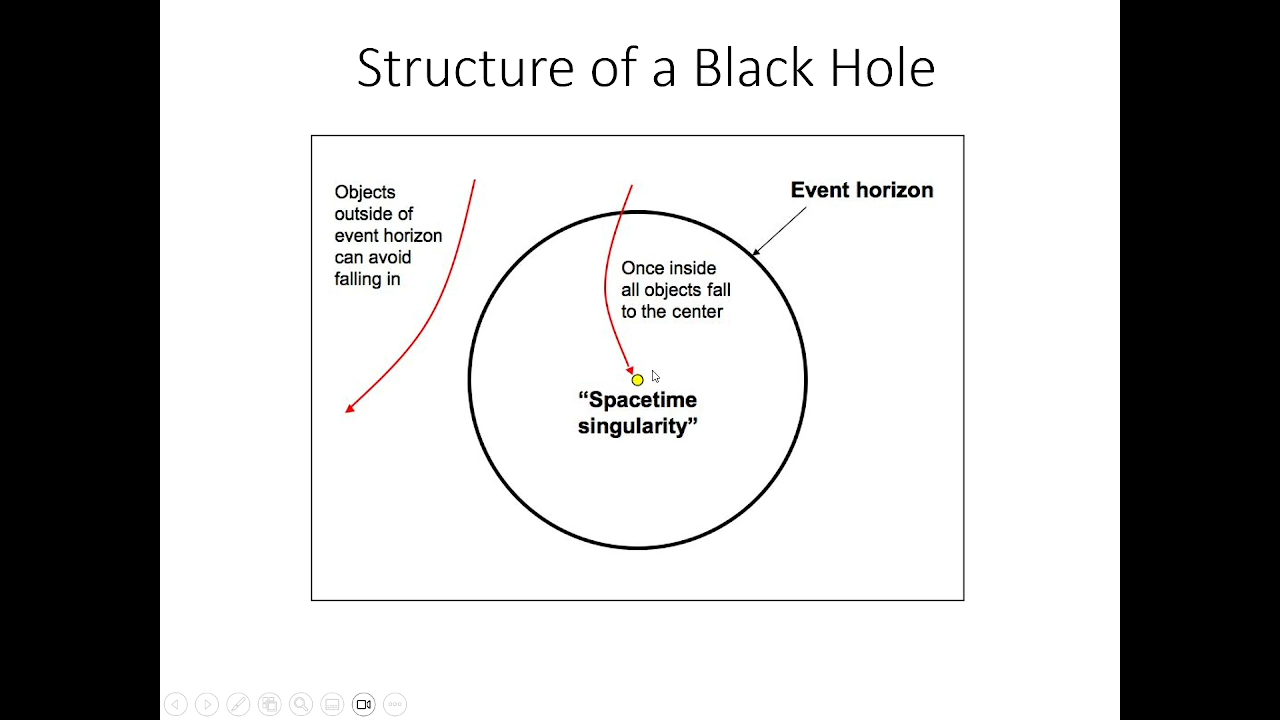 Structure of a Black Hole
Objects
outside of
event horizon
can avoid
falling in
Event horizon
Once inside
all objects fall
to the center
“Spacetime
singularity”